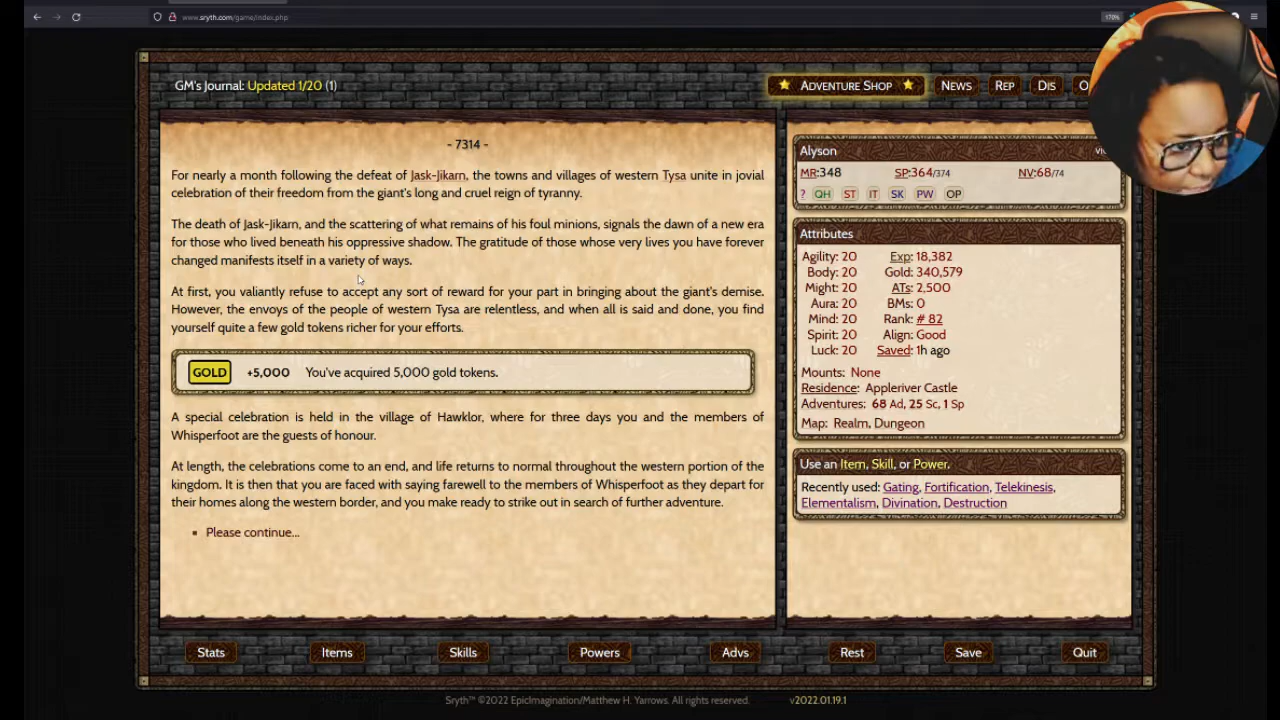 www.sryth.com/game/index.php
170%
GM's Journal: Updated 1/20 (1)
ADVENTURE SHOP
NEWS
REP
DIS
- 7314 -
For nearly a month following the defeat of Jask-Jikarn, the towns and villages of western Tysa unite in jovial
celebration of their freedom from the giant's long and cruel reign of tyranny.
The death of Jask-Jikarn, and the scattering of what remains of his foul minions, signals the dawn of a new era
for those who lived beneath his oppressive shadow. The gratitude of those whose very lives you have forever
changed manifests itself in a variety of ways.
At first, you valiantly refuse to accept any sort of reward for your part in bringing about the giant's demise.
However, the envoys of the people of western Tysa are relentless, and when all is said and done, you find
yourself quite a few gold tokens richer for your efforts.
GOLD +5,000 You've acquired 5,000 gold tokens.
A special celebration is held in the village of Hawklor, where for three days you and the members of
Whisperfoot are the guests of honour.
At length, the celebrations come to an end, and life returns to normal throughout the western portion of the
kingdom. It is then that you are faced with saying farewell to the members of Whisperfoot as they depart for
their homes along the western border, and you make ready to strike out in search of further adventure.
Please continue...
Alyson
MR:348 SP:364/374 NV:68/74
? QH ST IT SK PW OP
Attributes
Agility: 20 Exp: 18,382
Body: 20 Gold: 340,579
Might: 20 ATs: 2,500
Aura: 20 BMs: 0
Mind: 20 Rank: # 82
Spirit: 20 Align: Good
Luck: 20 Saved: 1h ago
Mounts: None
Residence: Appleriver Castle
Adventures: 68 Ad, 25 Sc, 1 Sp
Map: Realm, Dungeon
Use an Item, Skill, or Power.
Recently used: Gating, Fortification, Telekinesis,
Elementalism, Divination, Destruction
Stats Items Skills Powers Advs Rest Save Quit
Sryth™ ©2022 EpicImagination/Matthew H. Yarrows. All rights reserved. v2022.01.19.1